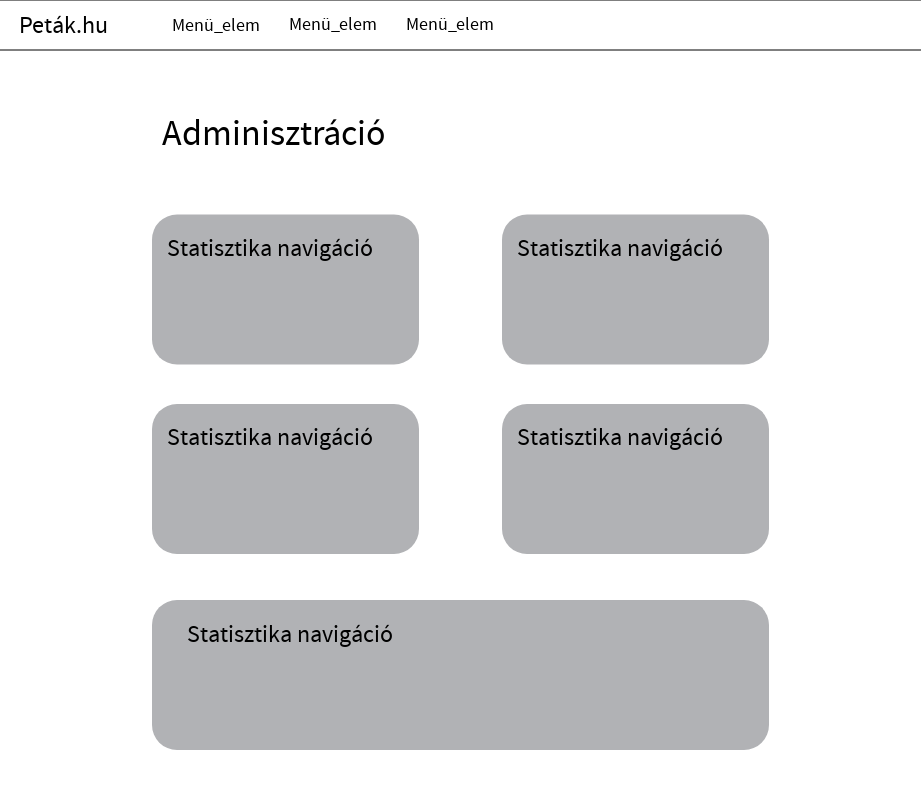 Peták.hu Menü_elem Menü_elem Menü_elem
Adminisztráció
Statisztika navigáció Statisztika navigáció
Statisztika navigáció Statisztika navigáció
Statisztika navigáció